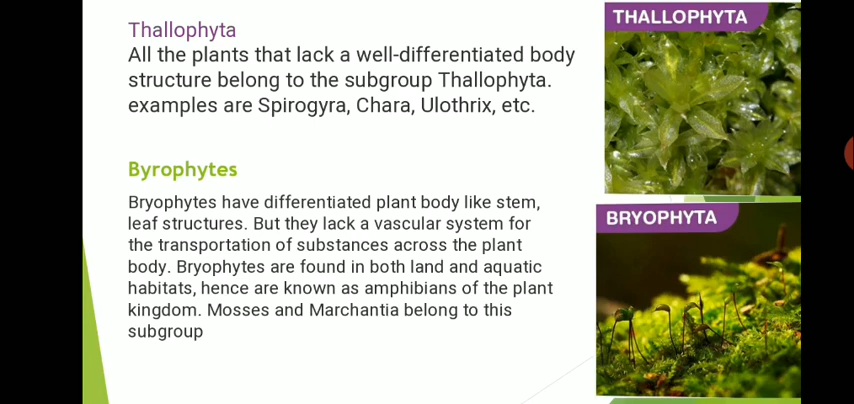 Thallophyta
All the plants that lack a well-differentiated body
structure belong to the subgroup Thallophyta.
examples are Spirogyra, Chara, Ulothrix, etc.
Byrophytes
Bryophytes have differentiated plant body like stem,
leaf structures. But they lack a vascular system for
the transportation of substances across the plant
body. Bryophytes are found in both land and aquatic
habitats, hence are known as amphibians of the plant
kingdom. Mosses and Marchantia belong to this
subgroup
THALLOPHYTA
BRYOPHYTA